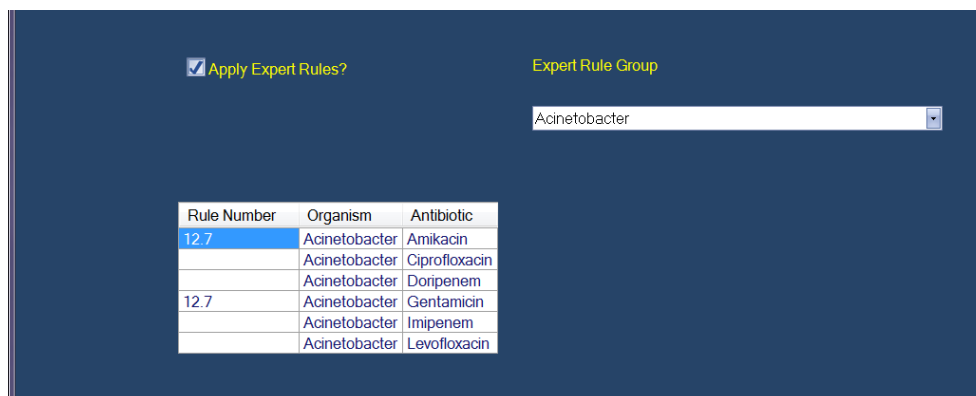 Apply Expert Rules?
Expert Rule Group
Acinetobacter
Rule Number Organism Antibiotic
12.7 Acinetobacter Amikacin
Acinetobacter Ciprofloxacin
Acinetobacter Doripenem
12.7 Acinetobacter Gentamicin
Acinetobacter Imipenem
Acinetobacter Levofloxacin